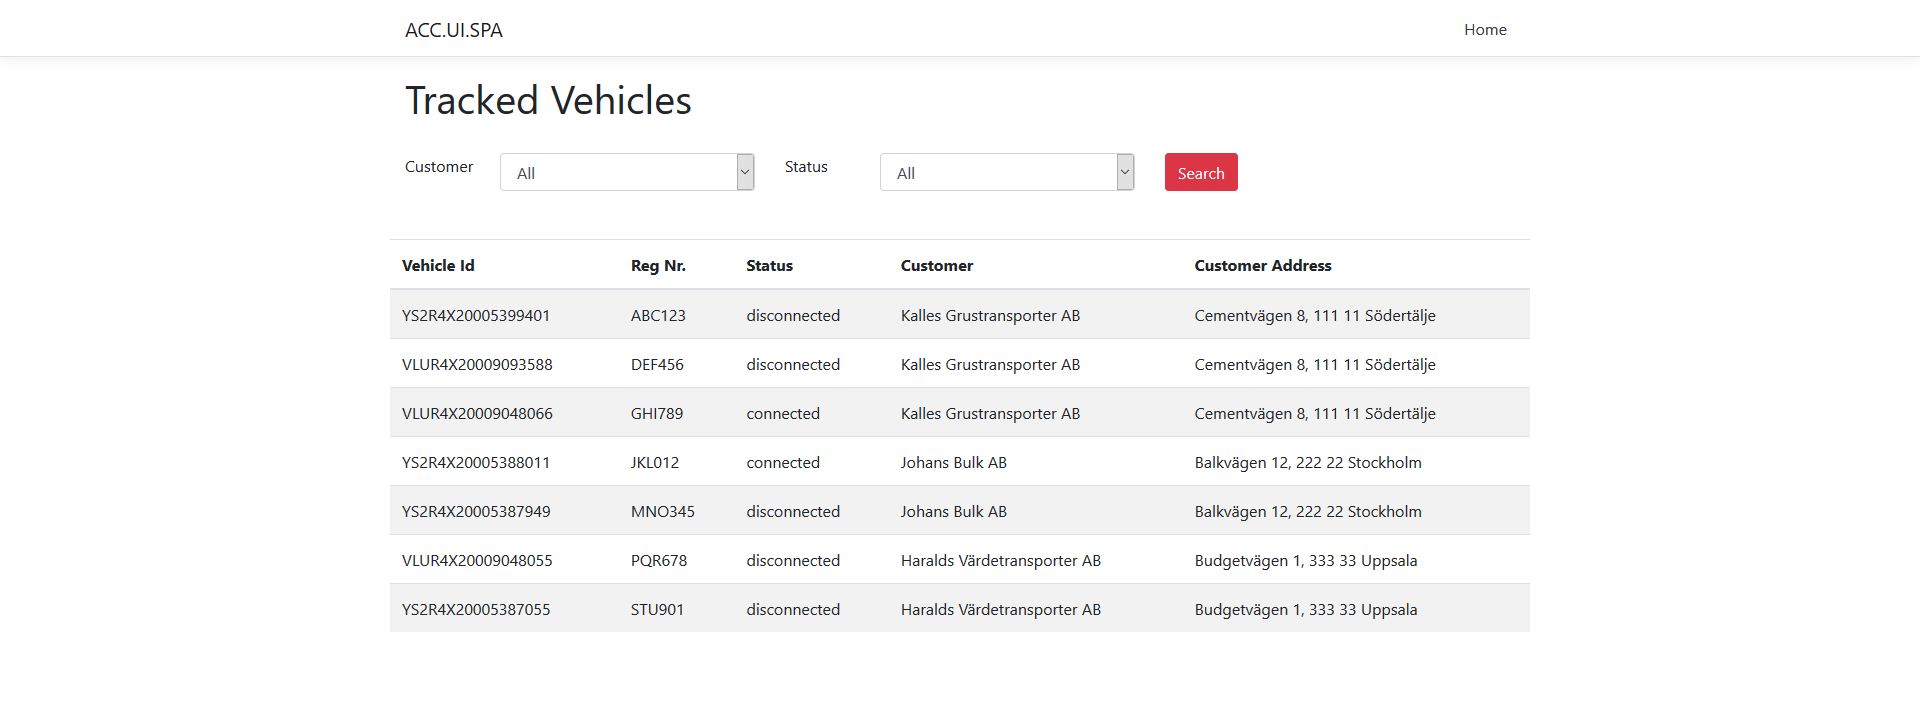 ACC.UI.SPA Home
Tracked Vehicles
Customer All Status All Search
Vehicle Id Reg Nr. Status Customer Customer Address
YS2R4X20005399401 ABC123 disconnected Kalles Grustransporter AB Cementvägen 8, 111 11 Södertälje
VLUR4X20009093588 DEF456 disconnected Kalles Grustransporter AB Cementvägen 8, 111 11 Södertälje
VLUR4X20009048066 GHI789 connected Kalles Grustransporter AB Cementvägen 8, 111 11 Södertälje
YS2R4X20005388011 JKL012 connected Johans Bulk AB Balkvägen 12, 222 22 Stockholm
YS2R4X20005387949 MNO345 disconnected Johans Bulk AB Balkvägen 12, 222 22 Stockholm
VLUR4X20009048055 PQR678 disconnected Haralds Värdetransporter AB Budgetvägen 1, 333 33 Uppsala
YS2R4X20005387055 STU901 disconnected Haralds Värdetransporter AB Budgetvägen 1, 333 33 Uppsala